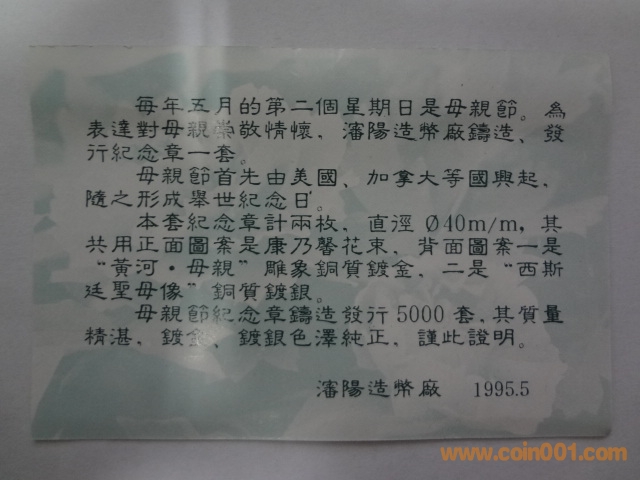 每年五月的第二個星期日是母親節。為
表達對母親崇敬情懷，瀋陽造幣廠鑄造、發
行紀念章一套。
母親節首先由美國、加拿大等國興起，
隨之形成舉世紀念日。
本套紀念章計兩枚，直徑Ø40m/m，其
共用正面圖案是康乃馨花束，背面圖案一是
“黃河·母親”雕象銅質鍍金，二是“西斯
廷聖母像”銅質鍍銀。
母親節紀念章鑄造發行5000套，其質量
精湛，鍍金、鍍銀色澤純正，謹此證明。
瀋陽造幣廠 1995.5
www.coin001.com